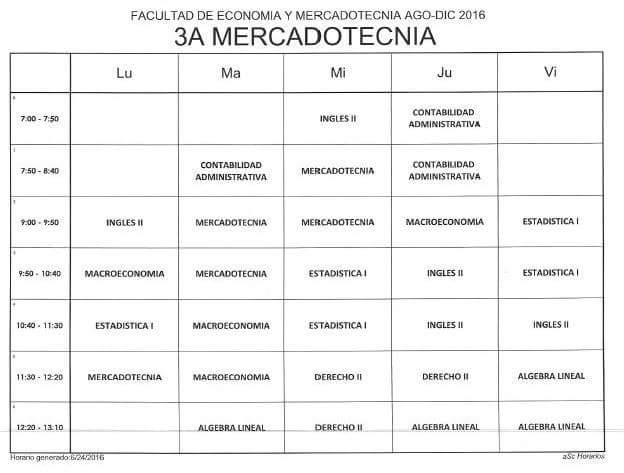 FACULTAD DE ECONOMIA Y MERCADOTECNIA AGO-DIC 2016
3A MERCADOTECNIA
Lu Ma Mi Ju Vi
7:00 - 7:50 INGLES II CONTABILIDAD ADMINISTRATIVA
7:50 - 8:40 CONTABILIDAD ADMINISTRATIVA MERCADOTECNIA CONTABILIDAD ADMINISTRATIVA
9:00 - 9:50 INGLES II MERCADOTECNIA MERCADOTECNIA MACROECONOMIA ESTADISTICA I
9:50 - 10:40 MACROECONOMIA MERCADOTECNIA ESTADISTICA I INGLES II ESTADISTICA I
10:40 - 11:30 ESTADISTICA I MACROECONOMIA ESTADISTICA I INGLES II INGLES II
11:30 - 12:20 MERCADOTECNIA MACROECONOMIA DERECHO II DERECHO II ALGEBRA LINEAL
12:20 - 13:10 ALGEBRA LINEAL DERECHO II ALGEBRA LINEAL ALGEBRA LINEAL
Horario generado:6/24/2016 aSc Horarios